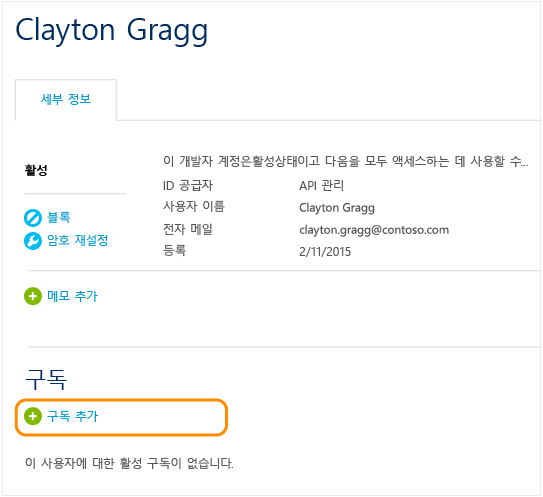 Clayton Gragg
세부 정보
활성
이 개발자 계정은활성상태이고 다음을 모두 액세스하는 데 사용할 수...
ID 공급자 API 관리
사용자 이름 Clayton Gragg
블록
전자 메일 clayton.gragg@contoso.com
암호 재설정
등록 2/11/2015
메모 추가
구독
구독 추가
이 사용자에 대한 활성 구독이 없습니다.